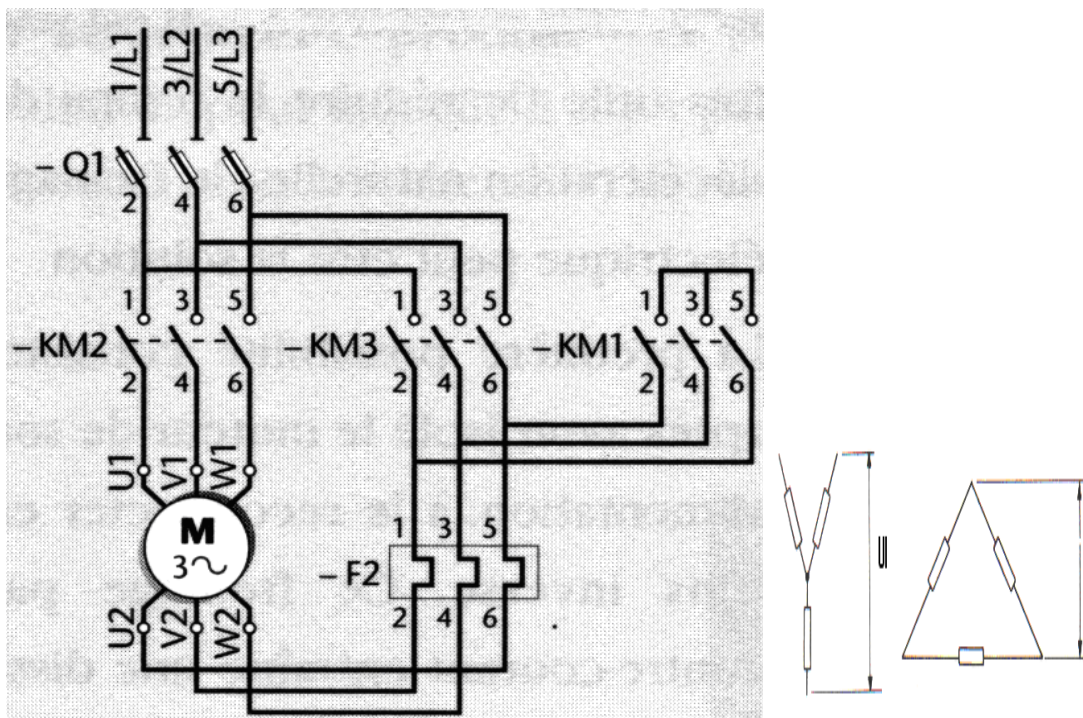 1/L1 3/L2 5/L3
– Q1
2 4 6
1 3 5 1 3 5 1 3 5
– KM2 – KM3 – KM1
2 4 6 2 4 6 2 4 6
U1 V1 W1
M
3~
1 3 5
– F2
2 4 6
U2 V2 W2